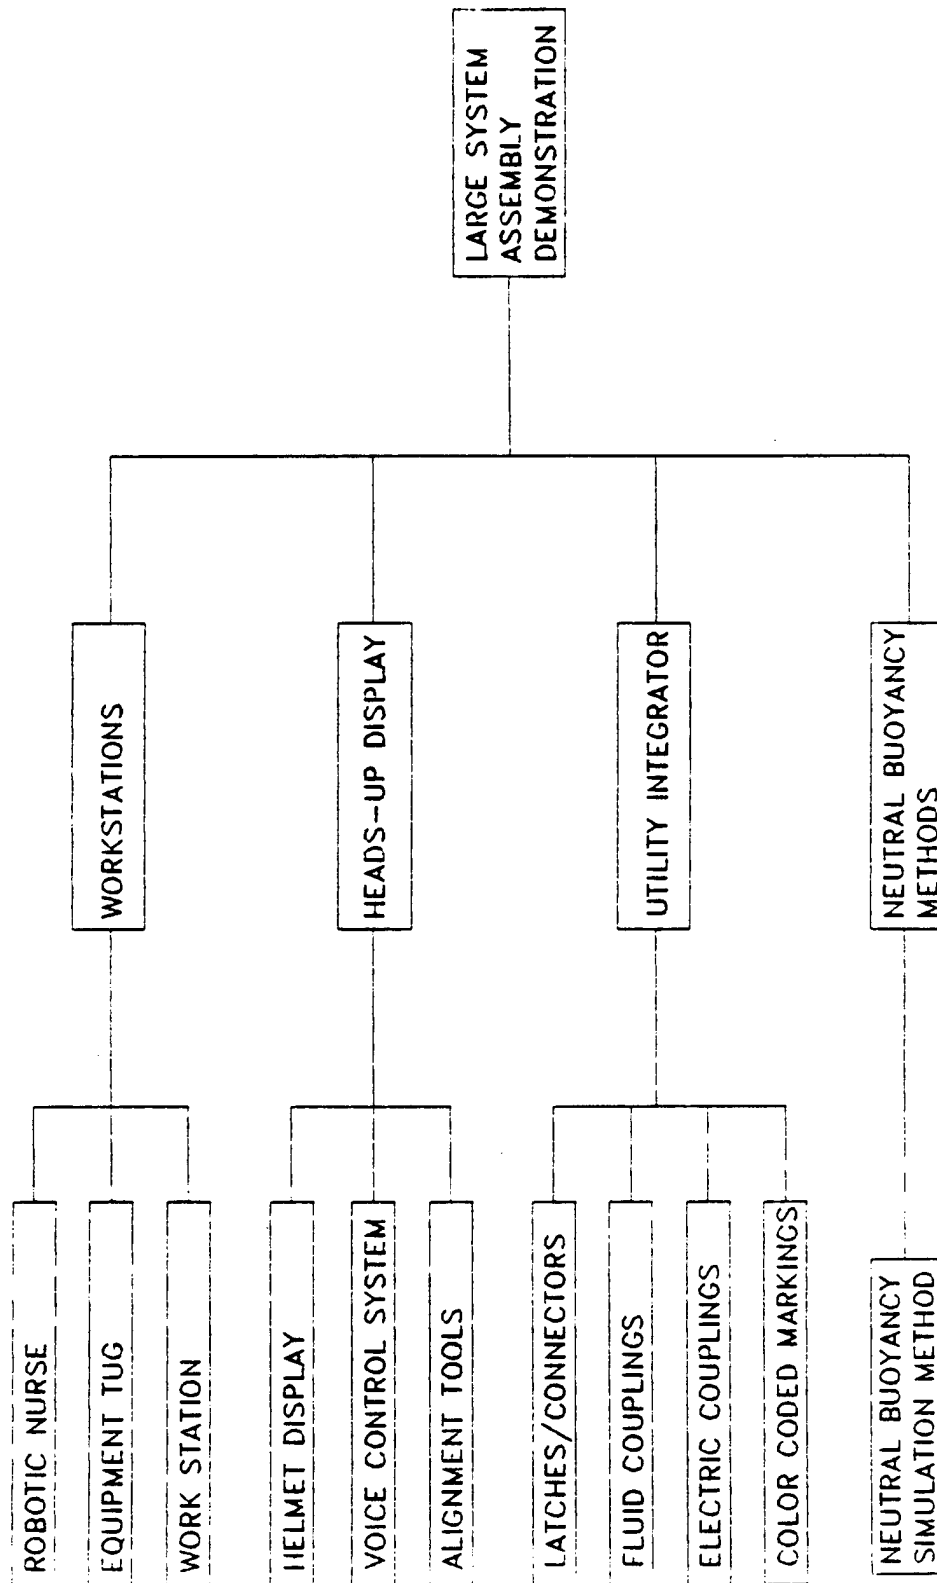 ROBOTIC NURSE
EQUIPMENT TUG
WORK STATION
HELMET DISPLAY
VOICE CONTROL SYSTEM
ALIGNMENT TOOLS
LATCHES/CONNECTORS
FLUID COUPLINGS
ELECTRIC COUPLINGS
COLOR CODED MARKINGS
NEUTRAL BUOYANCY
SIMULATION METHOD
WORKSTATIONS
HEADS-UP DISPLAY
UTILITY INTEGRATOR
NEUTRAL BUOYANCY
METHODS
LARGE SYSTEM
ASSEMBLY
DEMONSTRATION